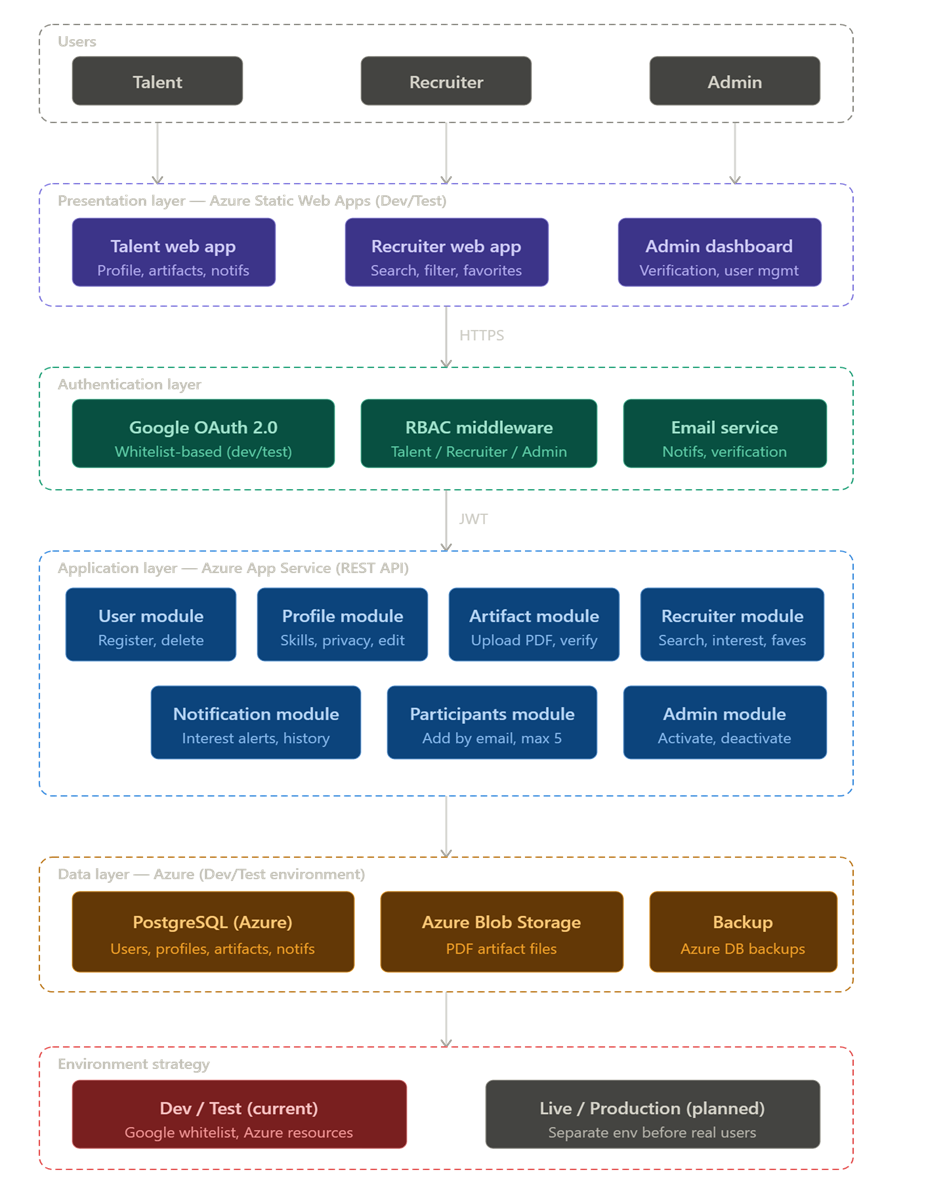 Users
Talent
Recruiter
Admin
Presentation layer — Azure Static Web Apps (Dev/Test)
Talent web app
Profile, artifacts, notifs
Recruiter web app
Search, filter, favorites
Admin dashboard
Verification, user mgmt
HTTPS
Authentication layer
Google OAuth 2.0
Whitelist-based (dev/test)
RBAC middleware
Talent / Recruiter / Admin
Email service
Notifs, verification
JWT
Application layer — Azure App Service (REST API)
User module
Register, delete
Profile module
Skills, privacy, edit
Artifact module
Upload PDF, verify
Recruiter module
Search, interest, faves
Notification module
Interest alerts, history
Participants module
Add by email, max 5
Admin module
Activate, deactivate
Data layer — Azure (Dev/Test environment)
PostgreSQL (Azure)
Users, profiles, artifacts, notifs
Azure Blob Storage
PDF artifact files
Backup
Azure DB backups
Environment strategy
Dev / Test (current)
Google whitelist, Azure resources
Live / Production (planned)
Separate env before real users